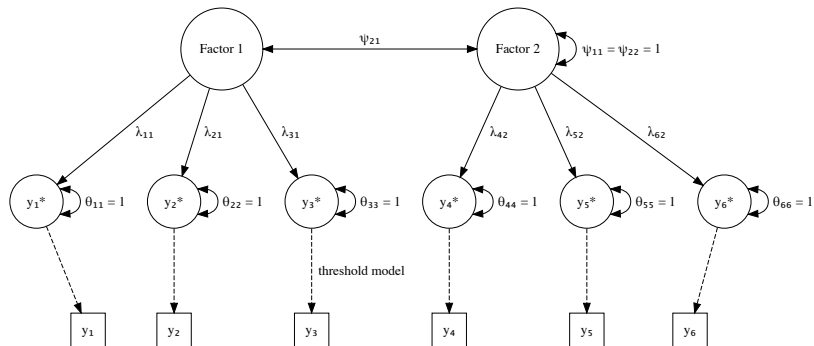 Factor 1
ψ₂₁
Factor 2
ψ₁₁ = ψ₂₂ = 1
λ₁₁
λ₂₁
λ₃₁
λ₄₂
λ₅₂
λ₆₂
y₁*
θ₁₁ = 1
y₂*
θ₂₂ = 1
y₃*
θ₃₃ = 1
y₄*
θ₄₄ = 1
y₅*
θ₅₅ = 1
y₆*
θ₆₆ = 1
threshold model
y₁
y₂
y₃
y₄
y₅
y₆